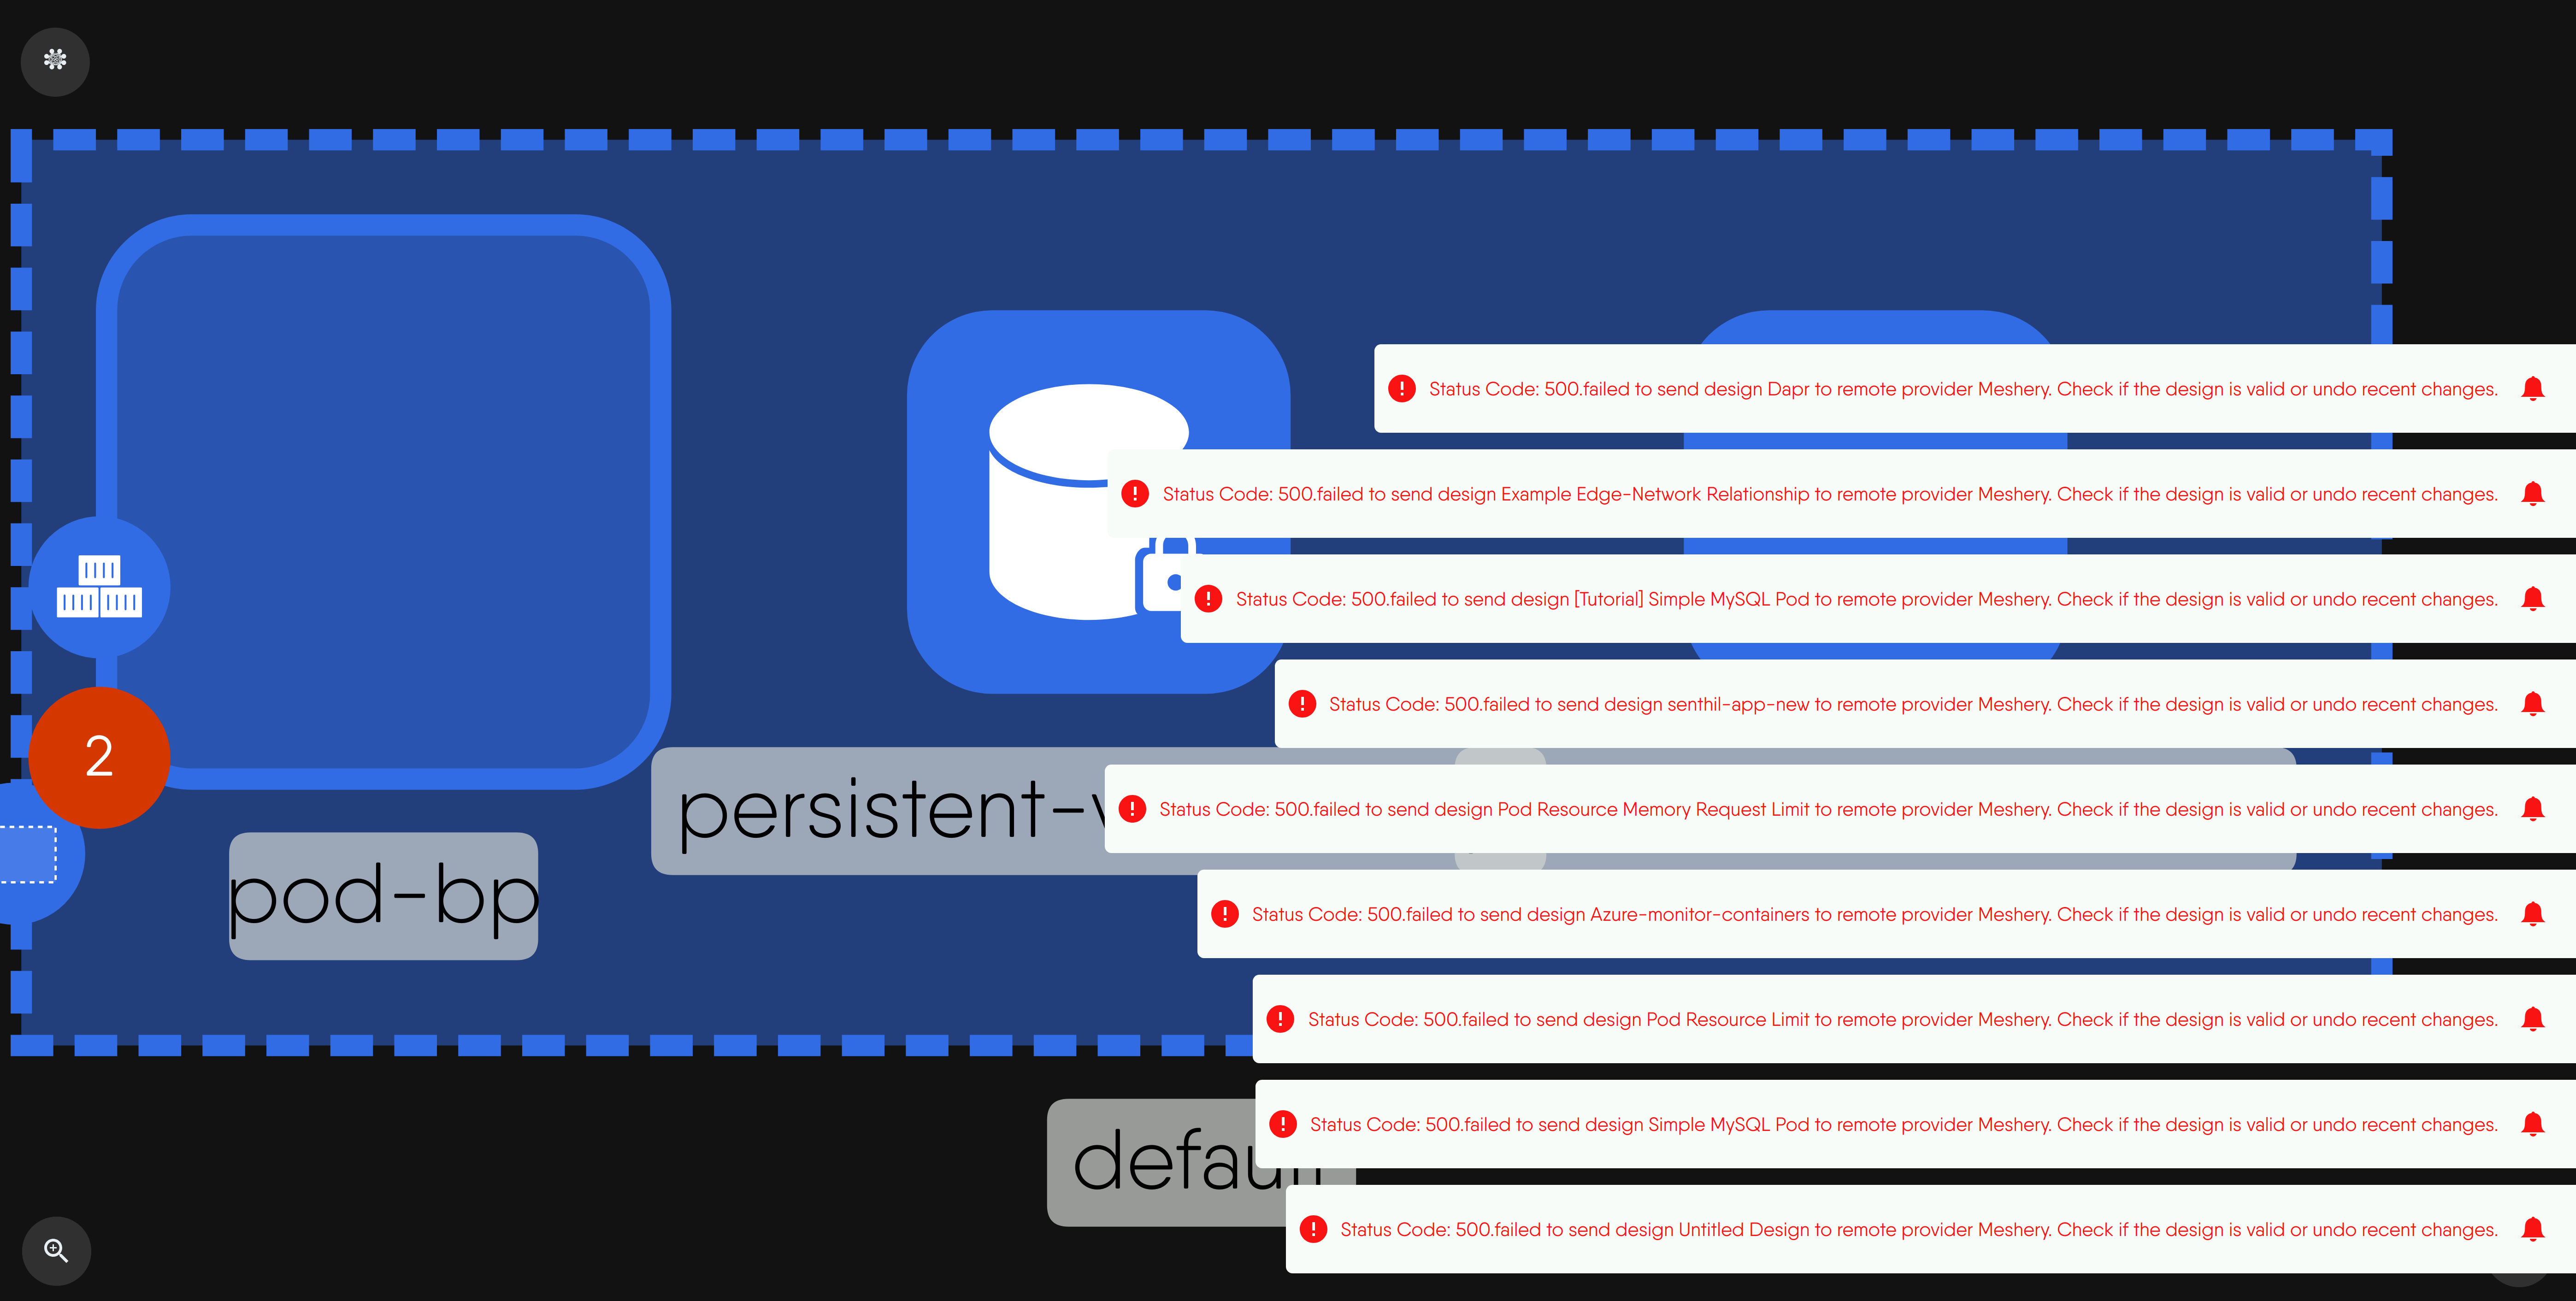 Status Code: 500.failed to send design Dapr to remote provider Meshery. Check if the design is valid or undo recent changes.
Status Code: 500.failed to send design Example Edge-Network Relationship to remote provider Meshery. Check if the design is valid or undo recent changes.
Status Code: 500.failed to send design [Tutorial] Simple MySQL Pod to remote provider Meshery. Check if the design is valid or undo recent changes.
Status Code: 500.failed to send design senthil-app-new to remote provider Meshery. Check if the design is valid or undo recent changes.
2
persistent-
Status Code: 500.failed to send design Pod Resource Memory Request Limit to remote provider Meshery. Check if the design is valid or undo recent changes.
pod-bp
Status Code: 500.failed to send design Azure-monitor-containers to remote provider Meshery. Check if the design is valid or undo recent changes.
Status Code: 500.failed to send design Pod Resource Limit to remote provider Meshery. Check if the design is valid or undo recent changes.
Status Code: 500.failed to send design Simple MySQL Pod to remote provider Meshery. Check if the design is valid or undo recent changes.
default
Status Code: 500.failed to send design Untitled Design to remote provider Meshery. Check if the design is valid or undo recent changes.